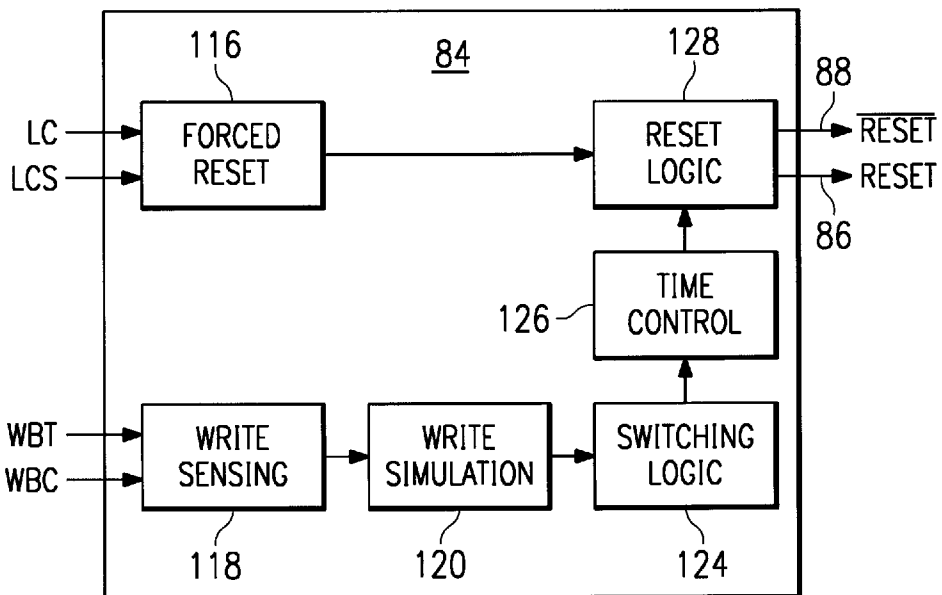 116
84
128
88
LC
LCS
FORCED
RESET
RESET
LOGIC
RESET
RESET
86
126
TIME
CONTROL
WBT
WBC
WRITE
SENSING
WRITE
SIMULATION
SWITCHING
LOGIC
118
120
124